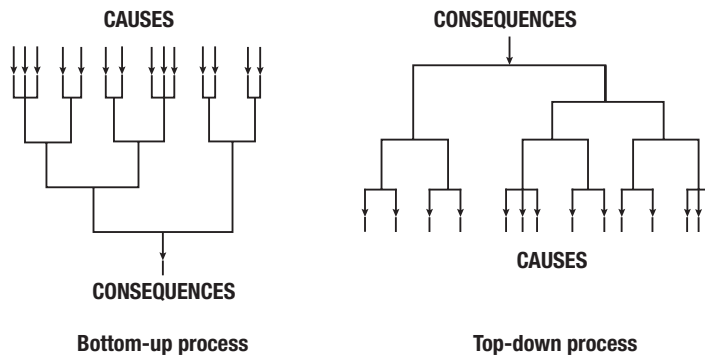 CAUSES
CONSEQUENCES
Bottom-up process
CONSEQUENCES
CAUSES
Top-down process